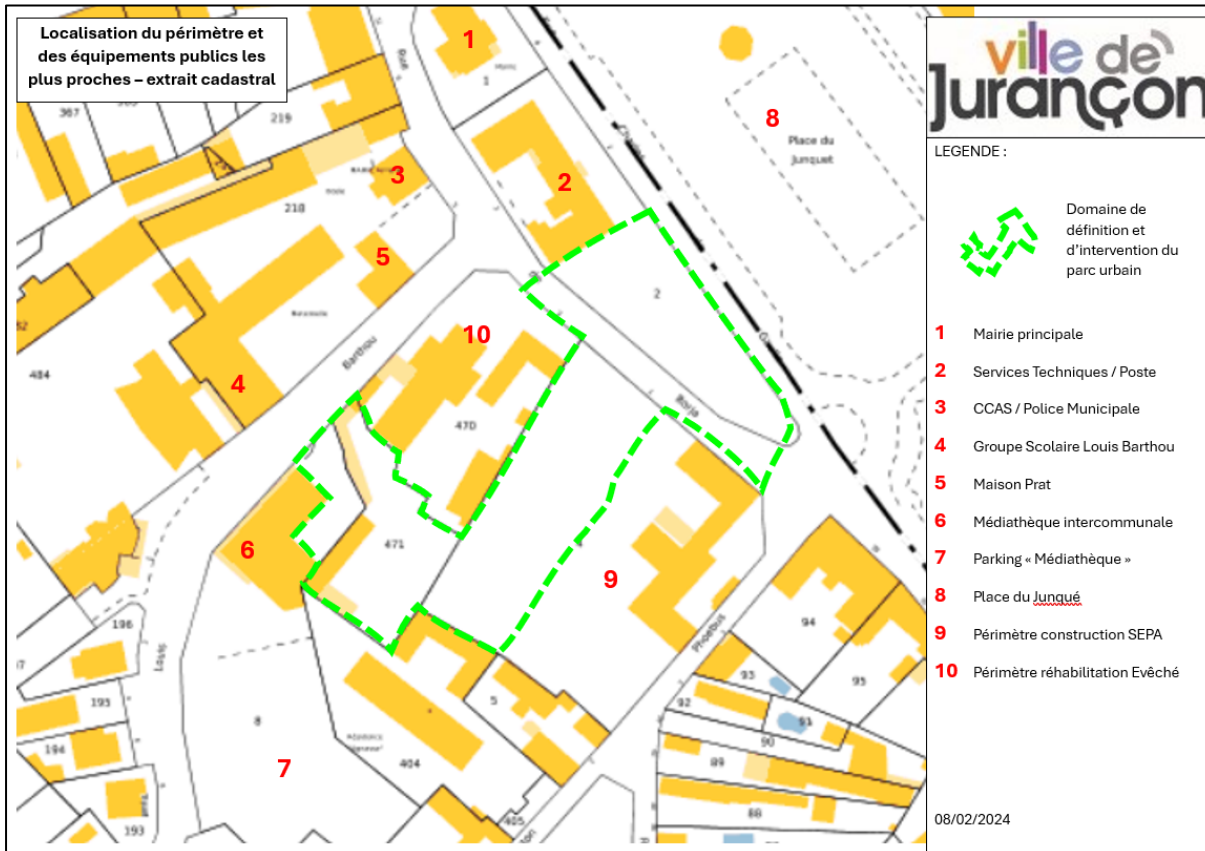 Localisation du périmètre et
des équipements publics les
plus proches – extrait cadastral
ville de
Jurançon
LEGENDE :
Domaine de
définition et
d'intervention du
parc urbain
1 Mairie principale
2 Services Techniques / Poste
3 CCAS / Police Municipale
4 Groupe Scolaire Louis Barthou
5 Maison Prat
6 Médiathèque intercommunale
7 Parking « Médiathèque »
8 Place du Junqué
9 Périmètre construction SEPA
10 Périmètre réhabilitation Evêché
08/02/2024
1
Mairie
1
367
219
8
Place du
Junquet
2
3
Ecole
218
5
2
Maternelle
10
Barthou
484
4
470
Borja
6
471
9
196
Louis
Phoebus
94
93
95
92
91
90
195
5
8
194
7
404
89
88
193
405